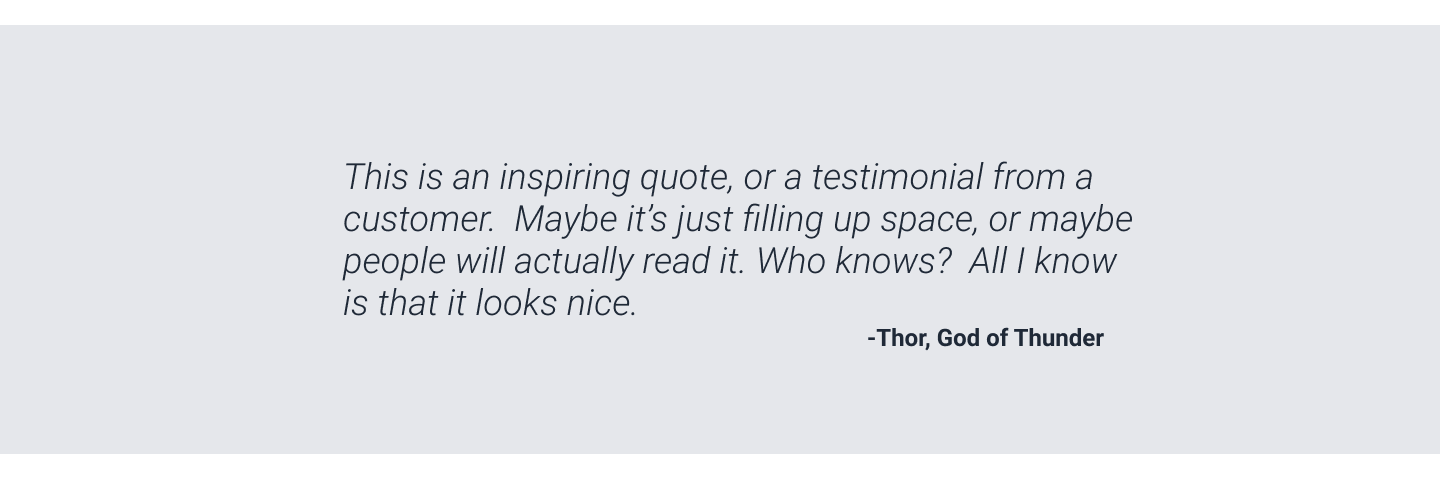 This is an inspiring quote, or a testimonial from a
customer.  Maybe it’s just filling up space, or maybe
people will actually read it. Who knows?  All I know
is that it looks nice.
-Thor, God of Thunder